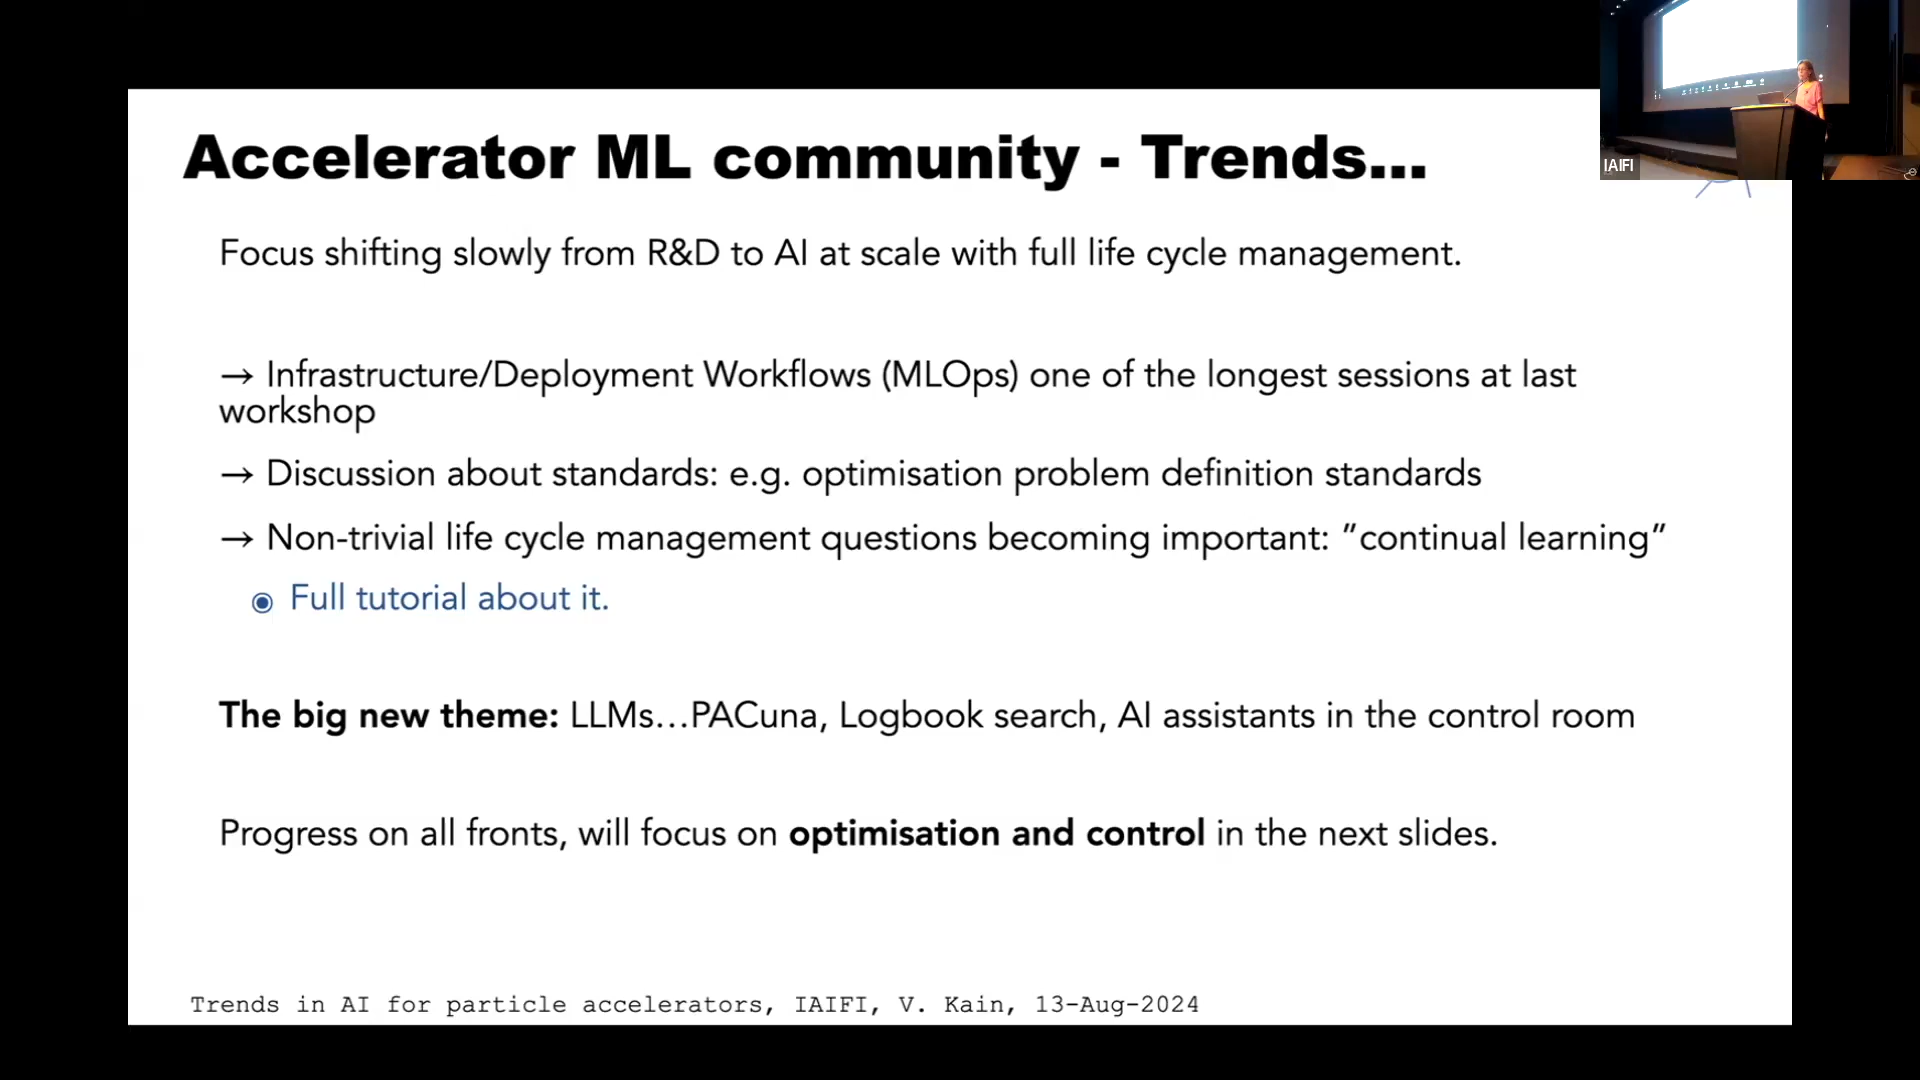 IAIFI
Accelerator ML community - Trends...
Focus shifting slowly from R&D to AI at scale with full life cycle management.
→ Infrastructure/Deployment Workflows (MLOps) one of the longest sessions at last
workshop
→ Discussion about standards: e.g. optimisation problem definition standards
→ Non-trivial life cycle management questions becoming important: ”continual learning”
◉ Full tutorial about it.
The big new theme: LLMs...PACuna, Logbook search, AI assistants in the control room
Progress on all fronts, will focus on optimisation and control in the next slides.
Trends in AI for particle accelerators, IAIFI, V. Kain, 13-Aug-2024